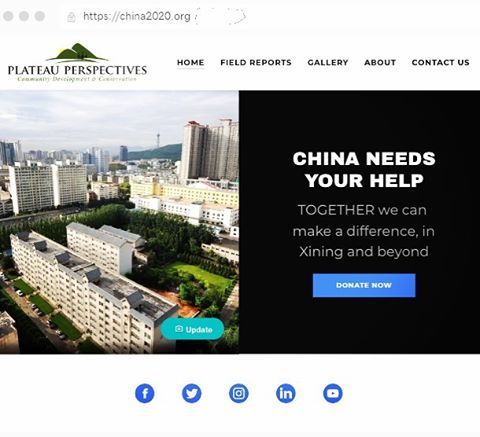 https://china2020.org
PLATEAU PERSPECTIVES
Community Development & Conservation
HOME FIELD REPORTS GALLERY ABOUT CONTACT US
CHINA NEEDS
YOUR HELP
TOGETHER we can
make a difference, in
Xining and beyond
DONATE NOW
Update